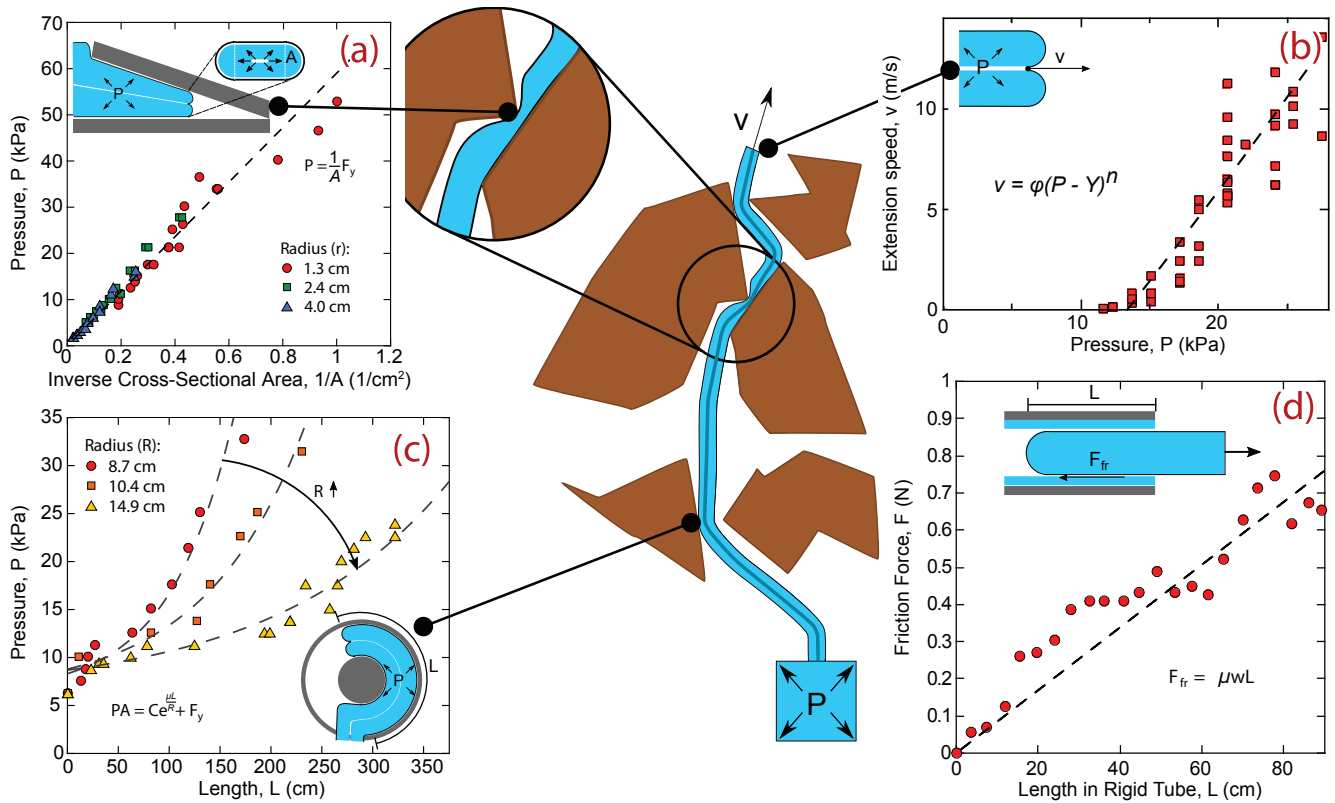 (a)
70
60
50
40
30
20
10
0
Pressure, P (kPa)
A
P
P = 1/A F_y
Radius (r):
1.3 cm
2.4 cm
4.0 cm
0 0.2 0.4 0.6 0.8 1 1.2
Inverse Cross-Sectional Area, 1/A (1/cm²)
v
P
(b)
10
5
0
Extension speed, v (m/s)
P
v
v = φ(P - Y)ⁿ
0 10 20
Pressure, P (kPa)
(c)
35
30
25
20
15
10
5
0
Pressure, P (kPa)
Radius (R):
8.7 cm
10.4 cm
14.9 cm
R
P
L
PA = Ce^(μL/R) + F_y
0 50 100 150 200 250 300 350
Length, L (cm)
(d)
1
0.9
0.8
0.7
0.6
0.5
0.4
0.3
0.2
0.1
0
Friction Force, F (N)
L
F_fr
F_fr = μwL
0 20 40 60 80
Length in Rigid Tube, L (cm)